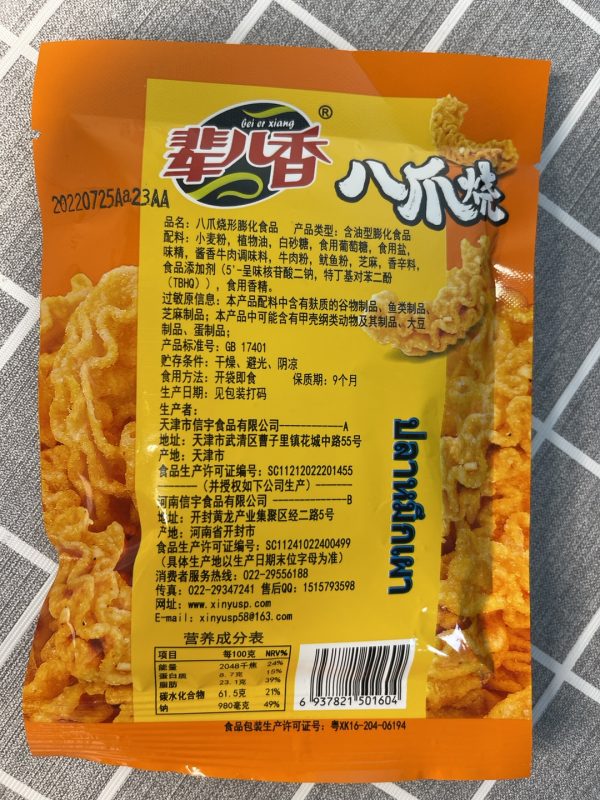 bei er xiang
辈儿香®
八爪烧
20220725Aa23AA
品名：八爪烧形膨化食品 产品类型：含油型膨化食品
配料：小麦粉，植物油，白砂糖，食用葡萄糖，食用盐，
味精，酱香牛肉调味料，牛肉粉，鱿鱼粉，芝麻，香辛料，
食品添加剂（5'-呈味核苷酸二钠，特丁基对苯二酚
（TBHQ）），食用香精。
过敏原信息：本产品配料中含有麸质的谷物制品、鱼类制品、
芝麻制品；本产品中可能含有甲壳纲类动物及其制品、大豆
制品、蛋制品；
产品标准号：GB 17401
贮存条件：干燥、避光、阴凉
食用方法：开袋即食 保质期：9个月
生产日期：见包装打码
生产者：
天津市信宇食品有限公司------------A
地址：天津市武清区曹子里镇花城中路55号
产地：天津市
食品生产许可证编号：SC11212022201455
-------（并授权如下公司生产）-------
河南信宇食品有限公司 ------------B
地址：开封黄龙产业集聚区经二路5号
产地：河南省开封市
食品生产许可证编号：SC11241022400499
（具体生产地以生产日期末位字母为准）
消费者服务热线：022-29556188
传真：022-29347241 售后QQ：1515793598
网址：www.xinyusp.com
E-mail：xinyusp58@163.com
ปลาหมึกเผา
营养成分表
项目 每100克 NRV%
能量 2048千焦 24%
蛋白质 8.7克 15%
脂肪 23.1克 39%
碳水化合物 61.5克 21%
钠 980毫克 49%
6 937821 501604
食品包装生产许可证号：粤XK16-204-06194